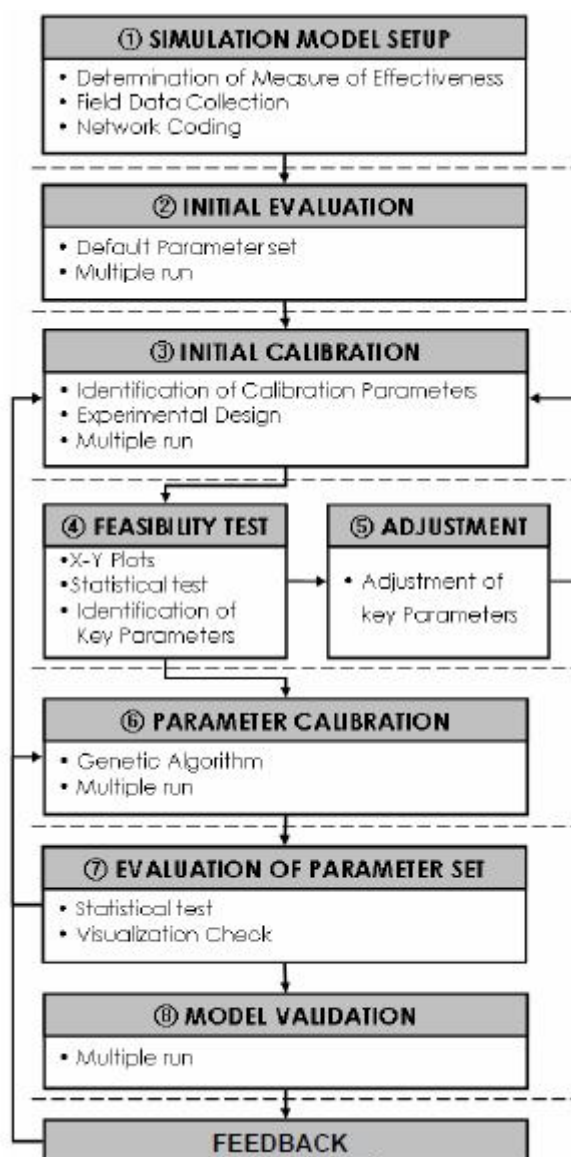 ① SIMULATION MODEL SETUP
• Determination of Measure of Effectiveness
• Field Data Collection
• Network Coding
② INITIAL EVALUATION
• Default Parameter set
• Multiple run
③ INITIAL CALIBRATION
• Identification of Calibration Parameters
• Experimental Design
• Multiple run
④ FEASIBILITY TEST
•X-Y Plots
•Statistical test
• Identification of
Key Parameters
⑤ ADJUSTMENT
• Adjustment of
key Parameters
⑥ PARAMETER CALIBRATION
• Genetic Algorithm
• Multiple run
⑦ EVALUATION OF PARAMETER SET
• Statistical test
• Visualization Check
⑧ MODEL VALIDATION
• Multiple run
FEEDBACK